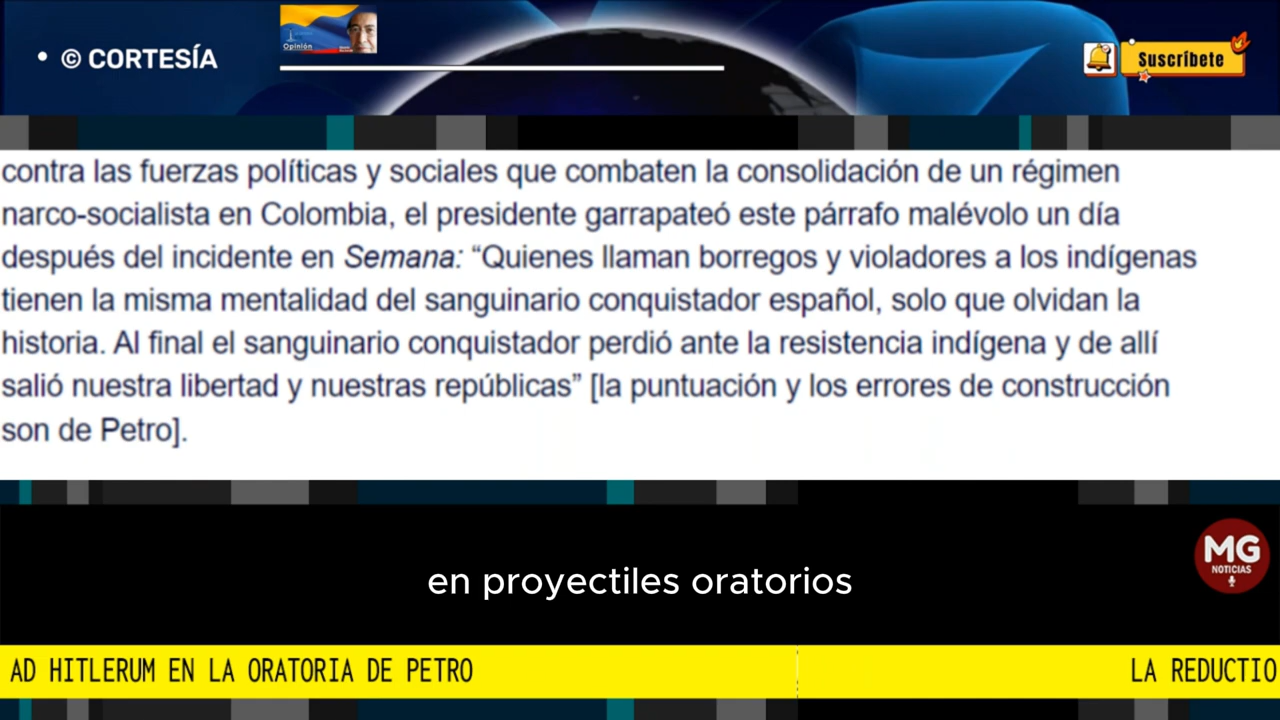 • © CORTESÍA
Opinión
Suscríbete
contra las fuerzas políticas y sociales que combaten la consolidación de un régimen
narco-socialista en Colombia, el presidente garrapateó este párrafo malévolo un día
después del incidente en Semana: “Quienes llaman borregos y violadores a los indígenas
tienen la misma mentalidad del sanguinario conquistador español, solo que olvidan la
historia. Al final el sanguinario conquistador perdió ante la resistencia indígena y de allí
salió nuestra libertad y nuestras repúblicas” [la puntuación y los errores de construcción
son de Petro].
en proyectiles oratorios
MG
NOTICIAS
AD HITLERUM EN LA ORATORIA DE PETRO
LA REDUCTIO